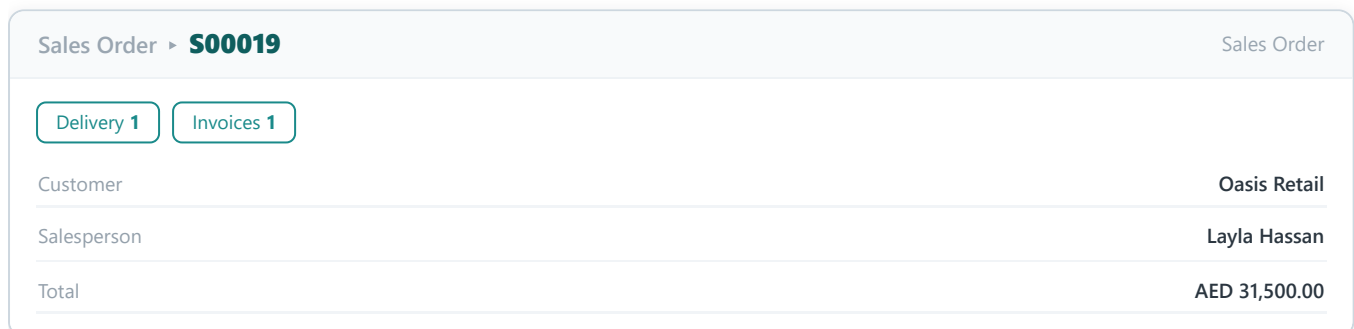 Sales Order ▸ S00019 Sales Order
Delivery 1 Invoices 1
Customer Oasis Retail
Salesperson Layla Hassan
Total AED 31,500.00